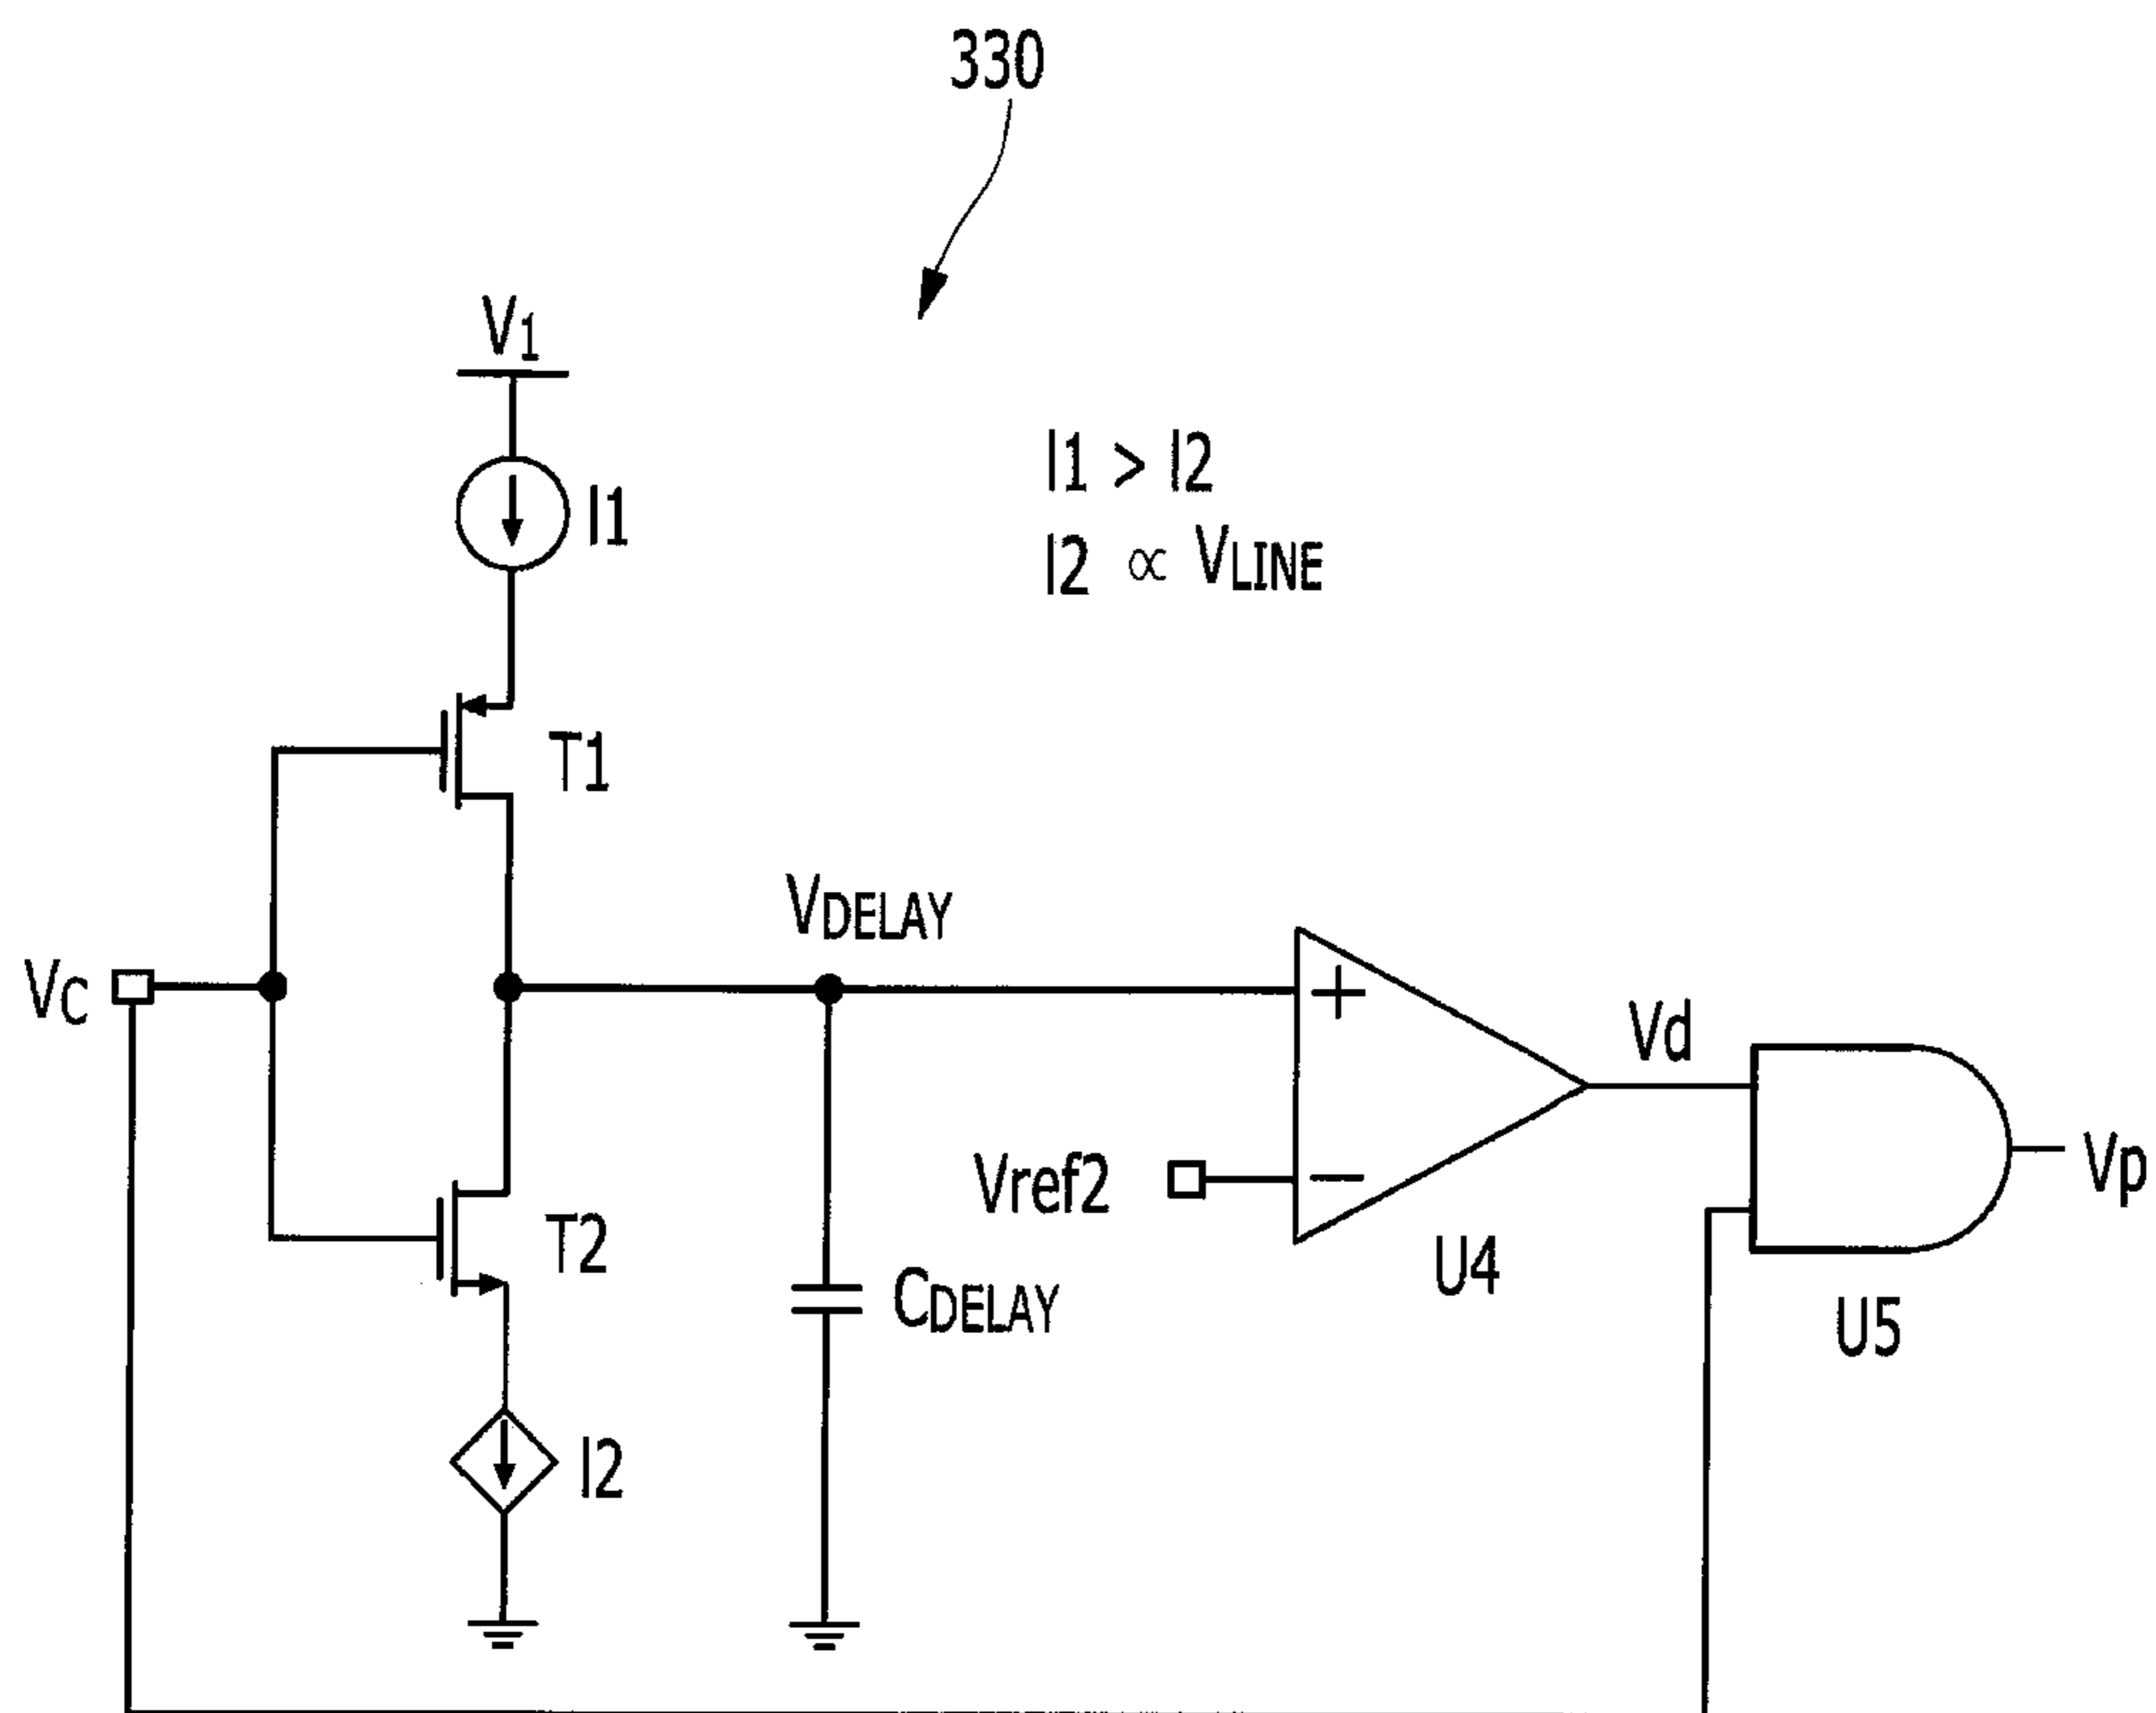 330
V1
I1
I1 > I2
I2 ∝ VLINE
T1
VDELAY
VC
+
Vd
Vref2
−
Vp
T2
U4
CDELAY
U5
I2